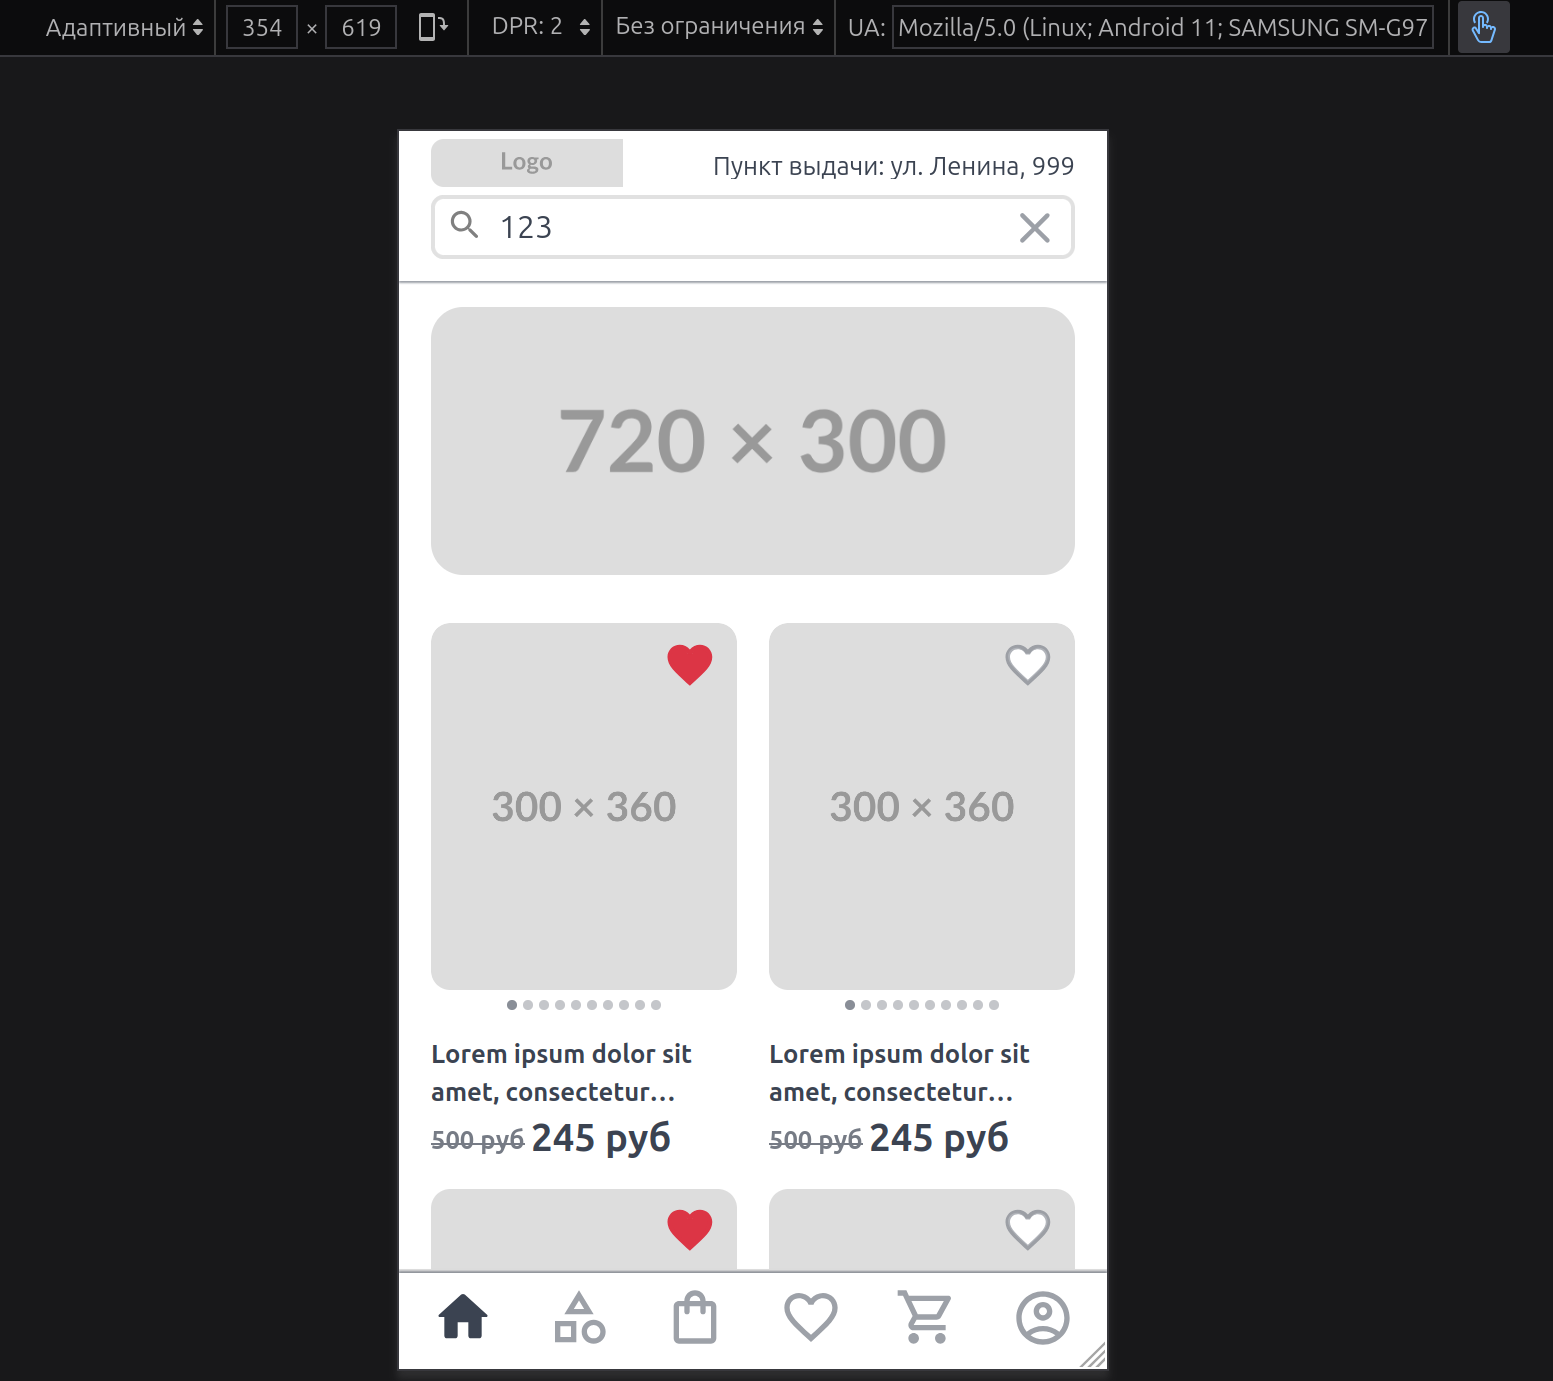 Адаптивный 354 × 619 DPR: 2 Без ограничения UA: Mozilla/5.0 (Linux; Android 11; SAMSUNG SM-G97
Logo
Пункт выдачи: ул. Ленина, 999
123
720 × 300
300 × 360
300 × 360
Lorem ipsum dolor sit
amet, consectetur...
500 руб 245 руб
Lorem ipsum dolor sit
amet, consectetur...
500 руб 245 руб